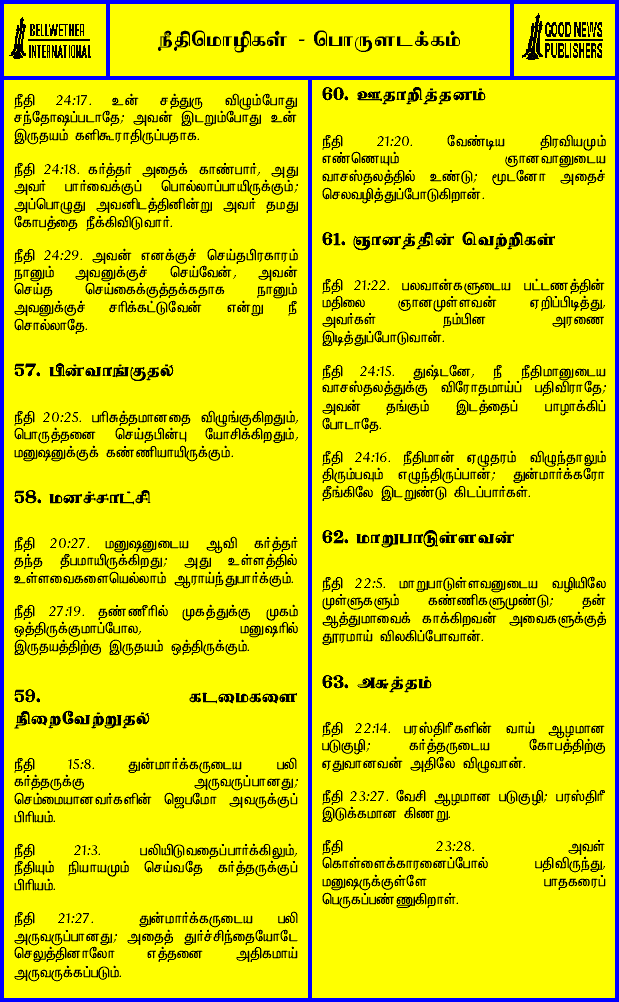 BELLWETHER
INTERNATIONAL
நீதிமொழிகள் - பொருளடக்கம்
GOOD NEWS
PUBLISHERS
நீதி 24:17. உன் சத்துரு விழும்போது
சந்தோஷப்படாதே; அவன் இடறும்போது உன்
இருதயம் களிகூராதிருப்பதாக.
நீதி 24:18. கர்த்தர் அதைக் காண்பார், அது
அவர் பார்வைக்குப் பொல்லாப்பாயிருக்கும்;
அப்பொழுது அவனிடத்தினின்று அவர் தமது
கோபத்தை நீக்கிவிடுவார்.
நீதி 24:29. அவன் எனக்குச் செய்தபிரகாரம்
நானும் அவனுக்குச் செய்வேன், அவன்
செய்த செய்கைக்குத்தக்கதாக நானும்
அவனுக்குச் சரிக்கட்டுவேன் என்று நீ
சொல்லாதே.
57. பின்வாங்குதல்
நீதி 20:25. பரிசுத்தமானதை விழுங்குகிறதும்,
பொருத்தனை செய்தபின்பு யோசிக்கிறதும்,
மனுஷனுக்குக் கண்ணியாயிருக்கும்.
58. மனச்சாட்சி
நீதி 20:27. மனுஷனுடைய ஆவி கர்த்தர்
தந்த தீபமாயிருக்கிறது; அது உள்ளத்தில்
உள்ளவைகளையெல்லாம் ஆராய்ந்துபார்க்கும்.
நீதி 27:19. தண்ணீரில் முகத்துக்கு முகம்
ஒத்திருக்குமாப்போல, மனுஷரில்
இருதயத்திற்கு இருதயம் ஒத்திருக்கும்.
59. கடமைகளை
நிறைவேற்றுதல்
நீதி 15:8. துன்மார்க்கருடைய பலி
கர்த்தருக்கு அருவருப்பானது;
செம்மையானவர்களின் ஜெபமோ அவருக்குப்
பிரியம்.
நீதி 21:3. பலியிடுவதைப்பார்க்கிலும்,
நீதியும் நியாயமும் செய்வதே கர்த்தருக்குப்
பிரியம்.
நீதி 21:27. துன்மார்க்கருடைய பலி
அருவருப்பானது; அதைத் துர்ச்சிந்தையோடே
செலுத்தினாலோ எத்தனை அதிகமாய்
அருவருக்கப்படும்.
60. ஊதாறித்தனம்
நீதி 21:20. வேண்டிய திரவியமும்
எண்ணெயும் ஞானவானுடைய
வாசஸ்தலத்தில் உண்டு; மூடனோ அதைச்
செலவழித்துப்போடுகிறான்.
61. ஞானத்தின் வெற்றிகள்
நீதி 21:22. பலவான்களுடைய பட்டணத்தின்
மதிலை ஞானமுள்ளவன் ஏறிப்பிடித்து,
அவர்கள் நம்பின அரணை
இடித்துப்போடுவான்.
நீதி 24:15. துஷ்டனே, நீ நீதிமானுடைய
வாசஸ்தலத்துக்கு விரோதமாய்ப் பதிவிராதே;
அவன் தங்கும் இடத்தைப் பாழாக்கிப்
போடாதே.
நீதி 24:16. நீதிமான் ஏழுதரம் விழுந்தாலும்
திரும்பவும் எழுந்திருப்பான்; துன்மார்க்கரோ
தீங்கிலே இடறுண்டு கிடப்பார்கள்.
62. மாறுபாடுள்ளவன்
நீதி 22:5. மாறுபாடுள்ளவனுடைய வழியிலே
முள்ளுகளும் கண்ணிகளுமுண்டு; தன்
ஆத்துமாவைக் காக்கிறவன் அவைகளுக்குத்
தூரமாய் விலகிப்போவான்.
63. அசுத்தம்
நீதி 22:14. பரஸ்திரீகளின் வாய் ஆழமான
படுகுழி; கர்த்தருடைய கோபத்திற்கு
ஏதுவானவன் அதிலே விழுவான்.
நீதி 23:27. வேசி ஆழமான படுகுழி; பரஸ்திரீ
இடுக்கமான கிணறு.
நீதி 23:28. அவள்
கொள்ளைக்காரனைப்போல் பதிவிருந்து,
மனுஷருக்குள்ளே பாதகரைப்
பெருகப்பண்ணுகிறாள்.